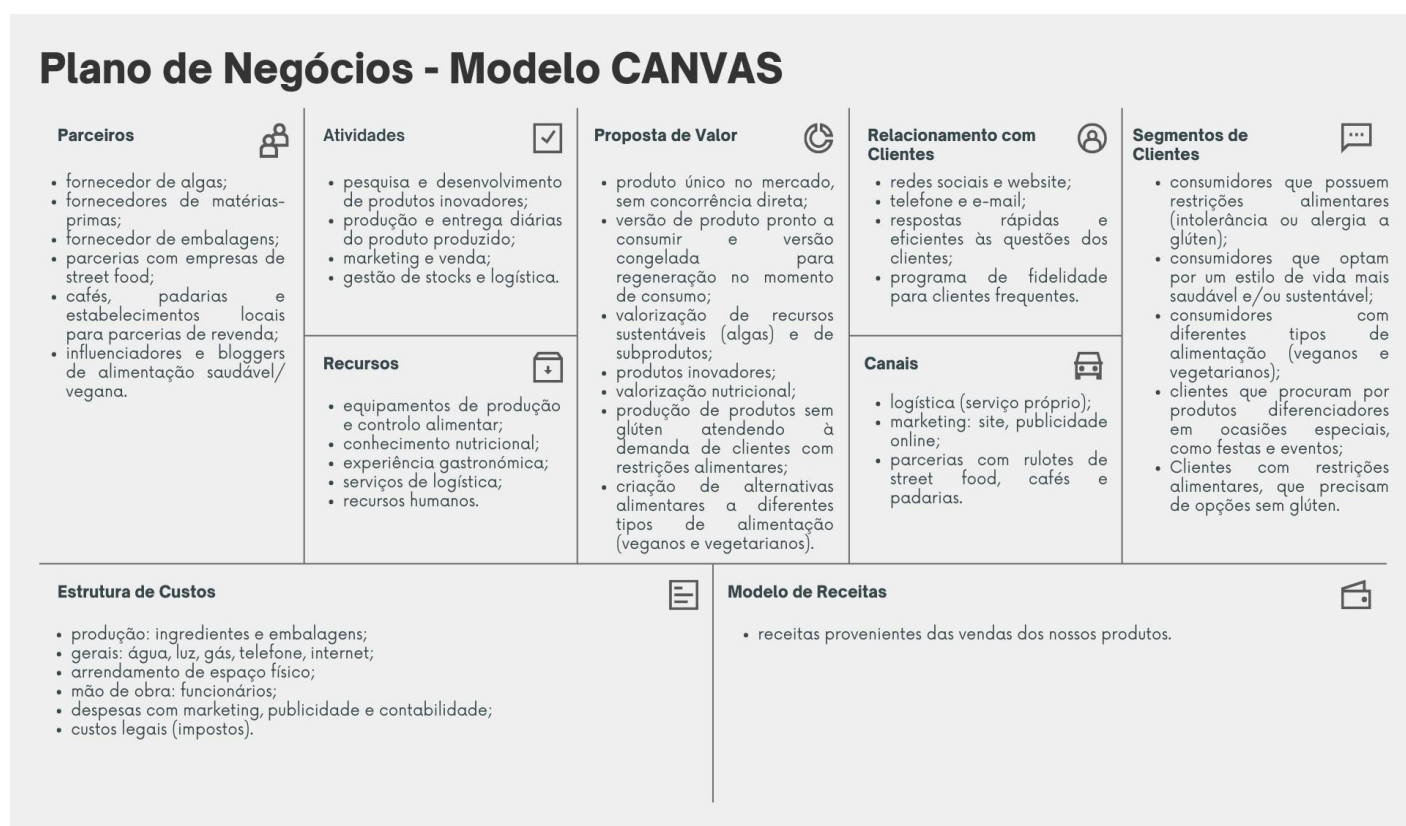 Plano de Negócios - Modelo CANVAS
Parceiros
• fornecedor de algas;
• fornecedores de matérias-
primas;
• fornecedor de embalagens;
• parcerias com empresas de
street food;
• cafés, padarias e
estabelecimentos locais
para parcerias de revenda;
• influenciadores e bloggers
de alimentação saudável/
vegana.
Atividades
• pesquisa e desenvolvimento
de produtos inovadores;
• produção e entrega diárias
do produto produzido;
• marketing e venda;
• gestão de stocks e logística.
Recursos
• equipamentos de produção
e controlo alimentar;
• conhecimento nutricional;
• experiência gastronómica;
• serviços de logística;
• recursos humanos.
Proposta de Valor
• produto único no mercado,
sem concorrência direta;
• versão de produto pronto a
consumir e versão
congelada para
regeneração no momento
de consumo;
• valorização de recursos
sustentáveis (algas) e de
subprodutos;
• produtos inovadores;
• valorização nutricional;
• produção de produtos sem
glúten atendendo à
demanda de clientes com
restrições alimentares;
• criação de alternativas
alimentares a diferentes
tipos de alimentação
(veganos e vegetarianos).
Relacionamento com
Clientes
• redes sociais e website;
• telefone e e-mail;
• respostas rápidas e
eficientes às questões dos
clientes;
• programa de fidelidade
para clientes frequentes.
Canais
• logística (serviço próprio);
• marketing: site, publicidade
online;
• parcerias com rulotes de
street food, cafés e
padarias.
Segmentos de
Clientes
• consumidores que possuem
restrições alimentares
(intolerância ou alergia a
glúten);
• consumidores que optam
por um estilo de vida mais
saudável e/ou sustentável;
• consumidores com
diferentes tipos de
alimentação (veganos e
vegetarianos);
• clientes que procuram por
produtos diferenciadores
em ocasiões especiais,
como festas e eventos;
• Clientes com restrições
alimentares, que precisam
de opções sem glúten.
Estrutura de Custos
• produção: ingredientes e embalagens;
• gerais: água, luz, gás, telefone, internet;
• arrendamento de espaço físico;
• mão de obra: funcionários;
• despesas com marketing, publicidade e contabilidade;
• custos legais (impostos).
Modelo de Receitas
• receitas provenientes das vendas dos nossos produtos.